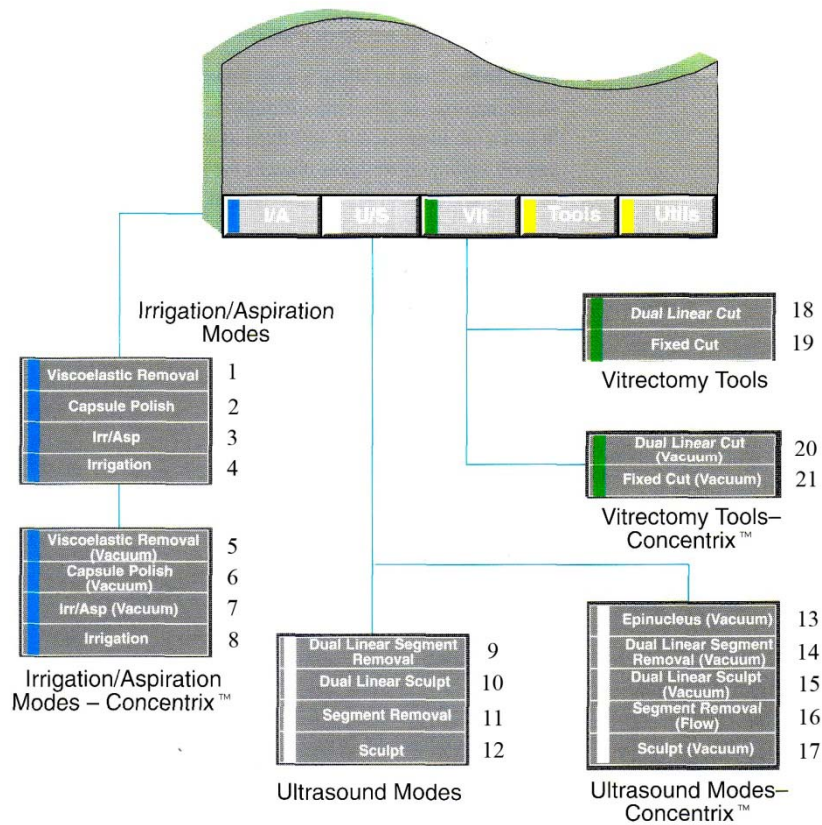 I/A U/S Vit Tools Utils
Irrigation/Aspiration
Modes
Viscoelastic Removal 1
Capsule Polish 2
Irr/Asp 3
Irrigation 4
Viscoelastic Removal
(Vacuum) 5
Capsule Polish
(Vacuum) 6
Irr/Asp (Vacuum) 7
Irrigation 8
Irrigation/Aspiration
Modes – Concentrix™
Dual Linear Segment
Removal 9
Dual Linear Sculpt 10
Segment Removal 11
Sculpt 12
Ultrasound Modes
Dual Linear Cut 18
Fixed Cut 19
Vitrectomy Tools
Dual Linear Cut
(Vacuum) 20
Fixed Cut (Vacuum) 21
Vitrectomy Tools–
Concentrix™
Epinucleus (Vacuum) 13
Dual Linear Segment
Removal (Vacuum) 14
Dual Linear Sculpt
(Vacuum) 15
Segment Removal
(Flow) 16
Sculpt (Vacuum) 17
Ultrasound Modes–
Concentrix™